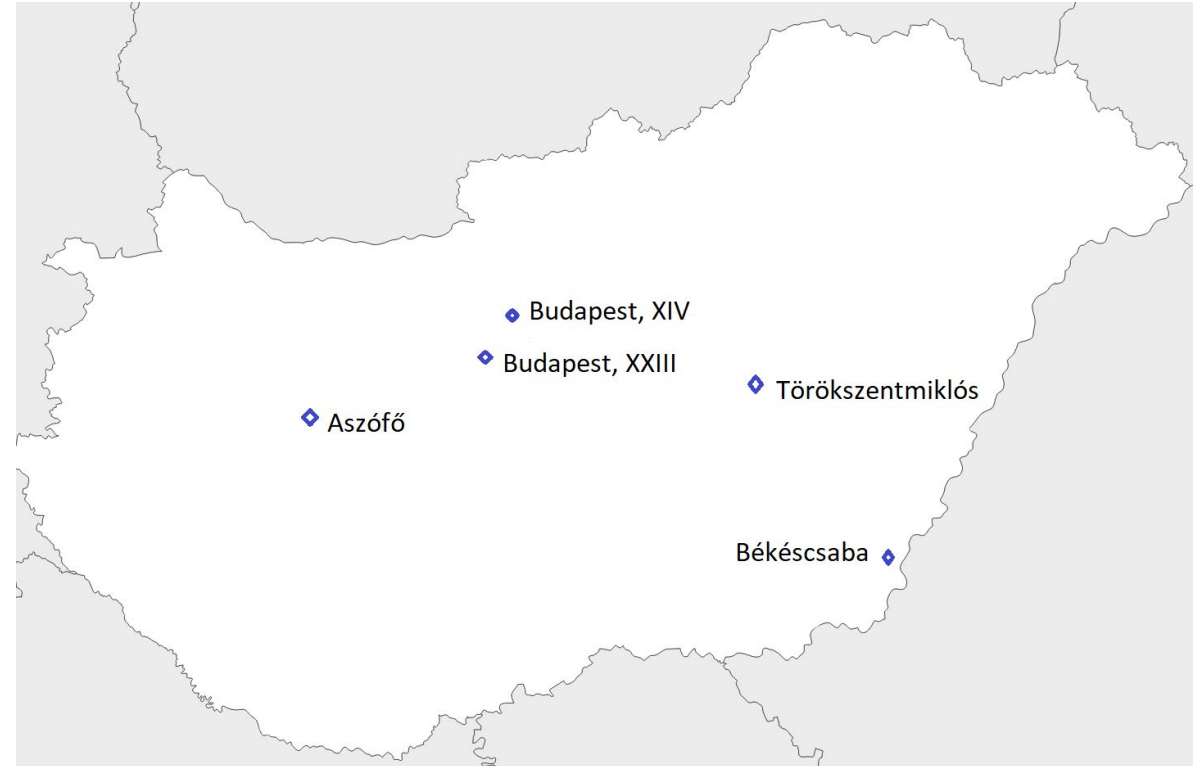 Budapest, XIV
Budapest, XXIII
Törökszentmiklós
Aszófő
Békéscsaba